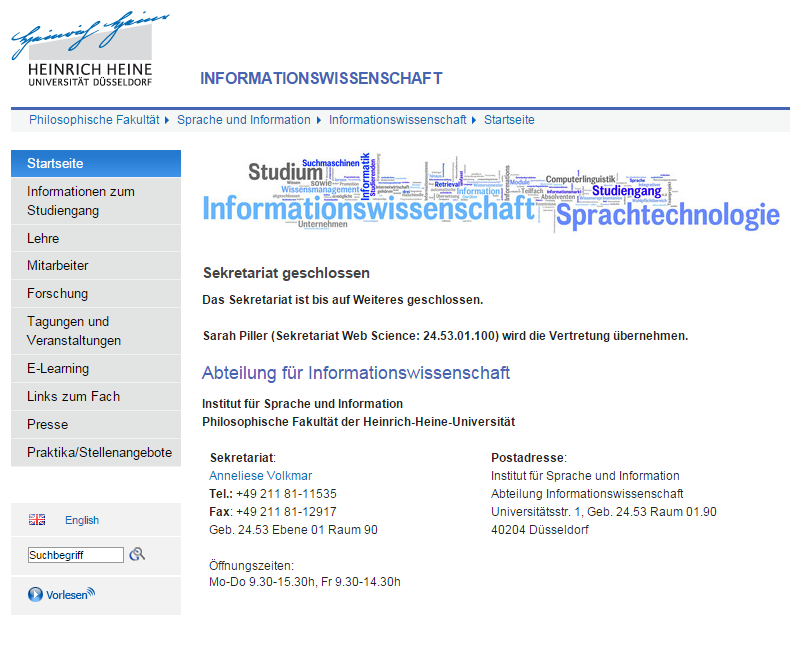 Heinrich Heine
HEINRICH HEINE
UNIVERSITÄT DÜSSELDORF
INFORMATIONSWISSENSCHAFT
Philosophische Fakultät Sprache und Information Informationswissenschaft Startseite
Startseite
Informationen zum
Studiengang
Lehre
Mitarbeiter
Forschung
Tagungen und
Veranstaltungen
E-Learning
Links zum Fach
Presse
Praktika/Stellenangebote
English
Suchbegriff
Vorlesen
Studium
Suchmaschinen
sowie
Wissensmanagement
Informatik
Studierenden
Retrieval
Information
Computerlinguistik
Studiengang
Informationswissenschaft
Sprachtechnologie
Unternehmen
Sekretariat geschlossen
Das Sekretariat ist bis auf Weiteres geschlossen.
Sarah Piller (Sekretariat Web Science: 24.53.01.100) wird die Vertretung übernehmen.
Abteilung für Informationswissenschaft
Institut für Sprache und Information
Philosophische Fakultät der Heinrich-Heine-Universität
Sekretariat:
Anneliese Volkmar
Tel.: +49 211 81-11535
Fax: +49 211 81-12917
Geb. 24.53 Ebene 01 Raum 90
Öffnungszeiten:
Mo-Do 9.30-15.30h, Fr 9.30-14.30h
Postadresse:
Institut für Sprache und Information
Abteilung Informationswissenschaft
Universitätsstr. 1, Geb. 24.53 Raum 01.90
40204 Düsseldorf